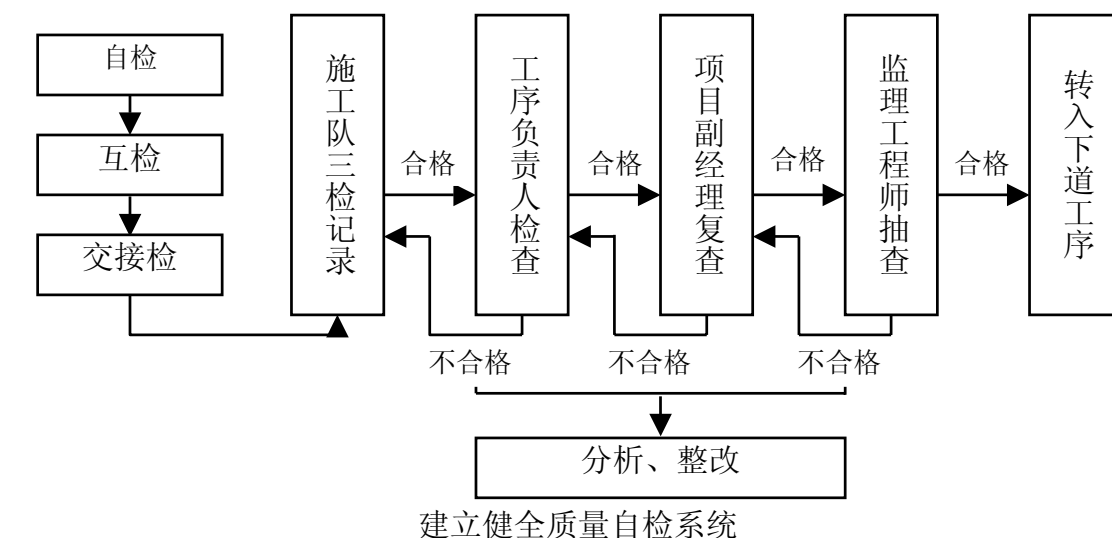 自检
互检
交接检
施工队三检记录
合格
工序负责人检查
合格
项目副经理复查
合格
监理工程师抽查
合格
转入下道工序
不合格
不合格
不合格
分析、整改
建立健全质量自检系统